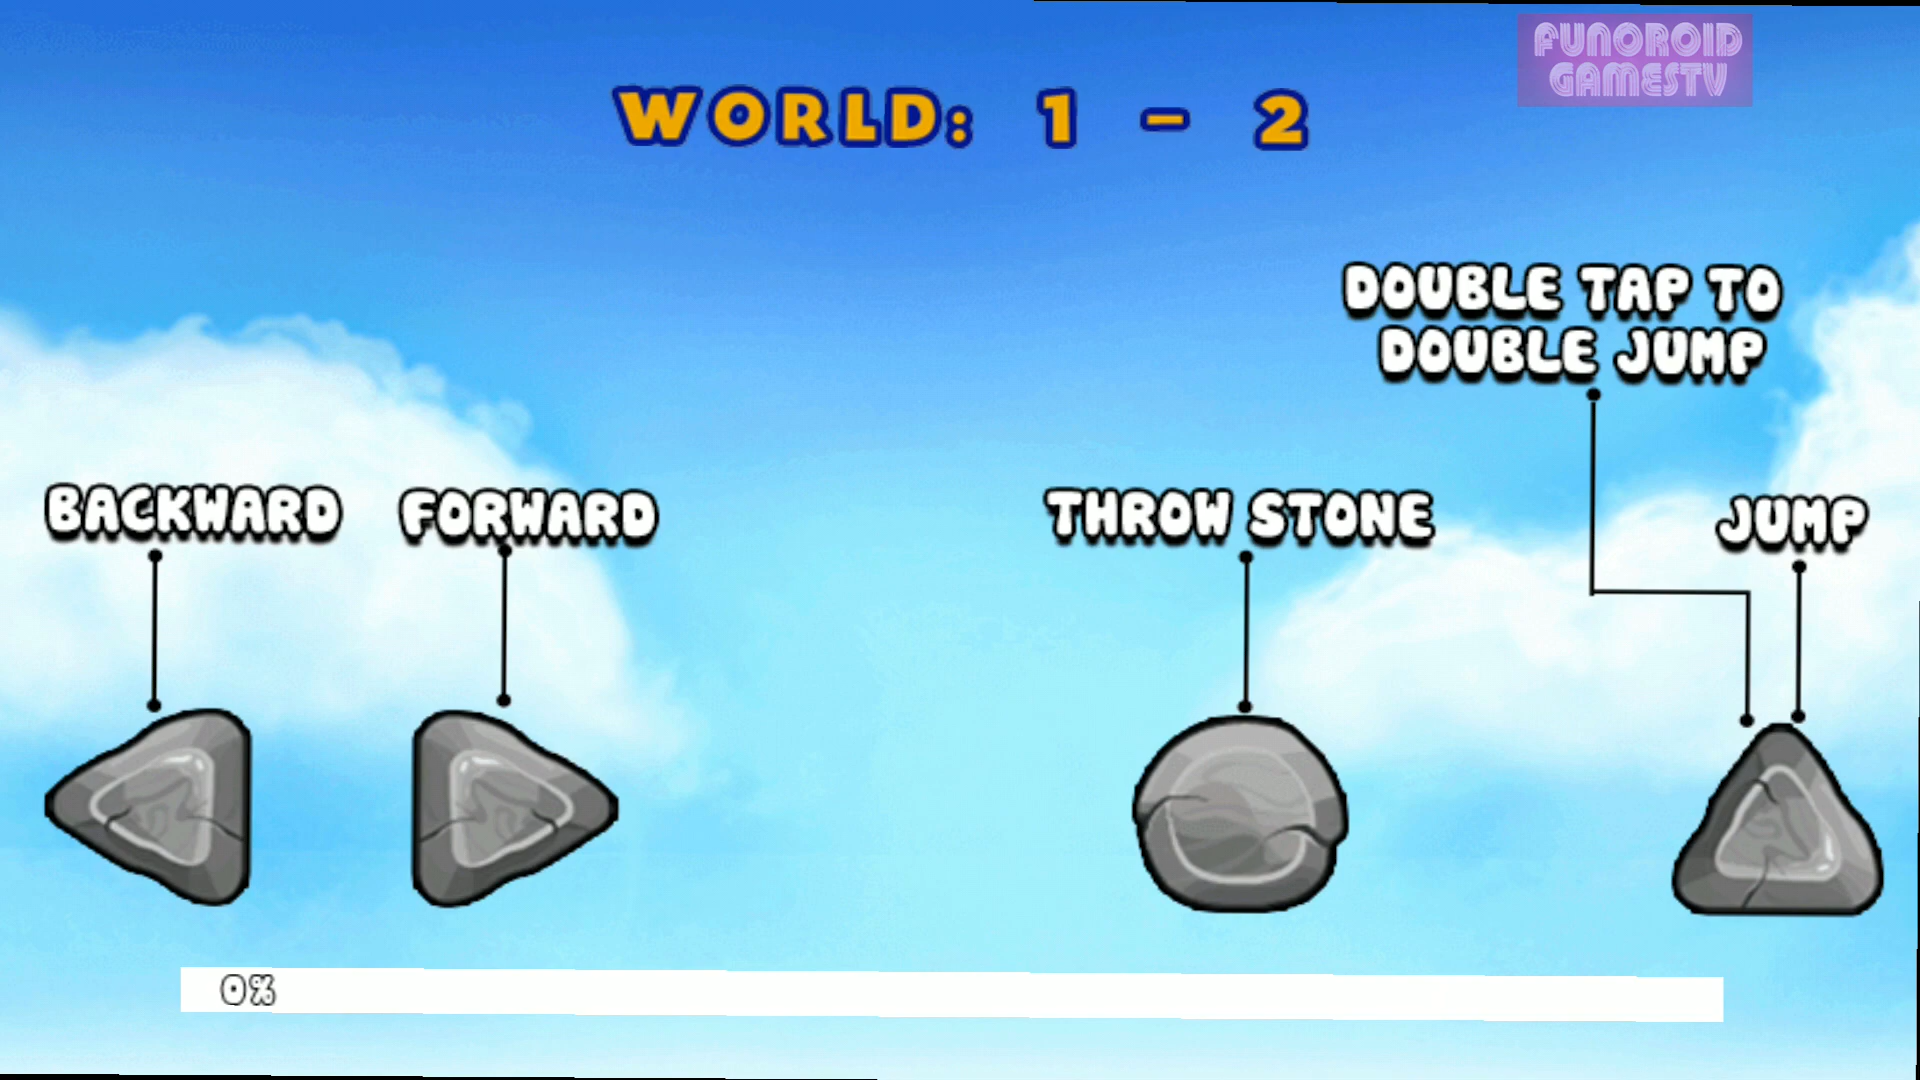 FUNOROID
GAMESTV
WORLD: 1 - 2
DOUBLE TAP TO
DOUBLE JUMP
BACKWARD
FORWARD
THROW STONE
JUMP
0%